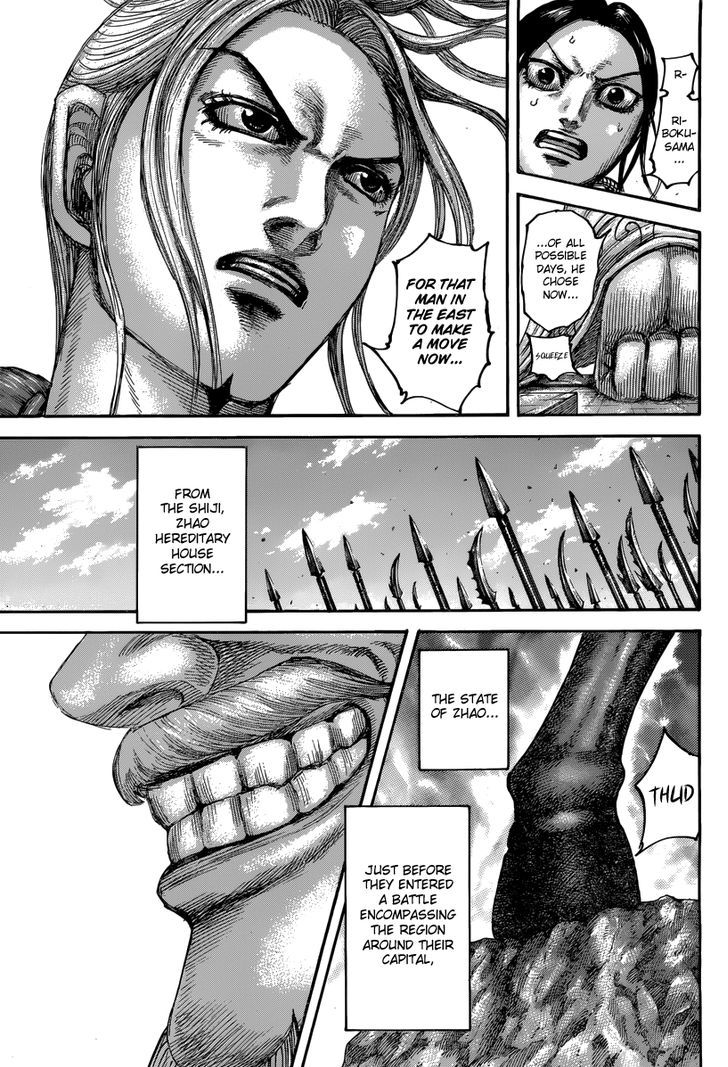 R-
RI-
BOKU-
SAMA
...
...OF ALL
POSSIBLE
DAYS, HE
CHOSE
NOW...
SQUEEZE
FOR THAT
MAN IN
THE EAST
TO MAKE
A MOVE
NOW...
FROM
THE SHIJI,
ZHAO
HEREDITARY
HOUSE
SECTION...
THE STATE
OF ZHAO...
THUD
JUST BEFORE
THEY ENTERED
A BATTLE
ENCOMPASSING
THE REGION
AROUND THEIR
CAPITAL,